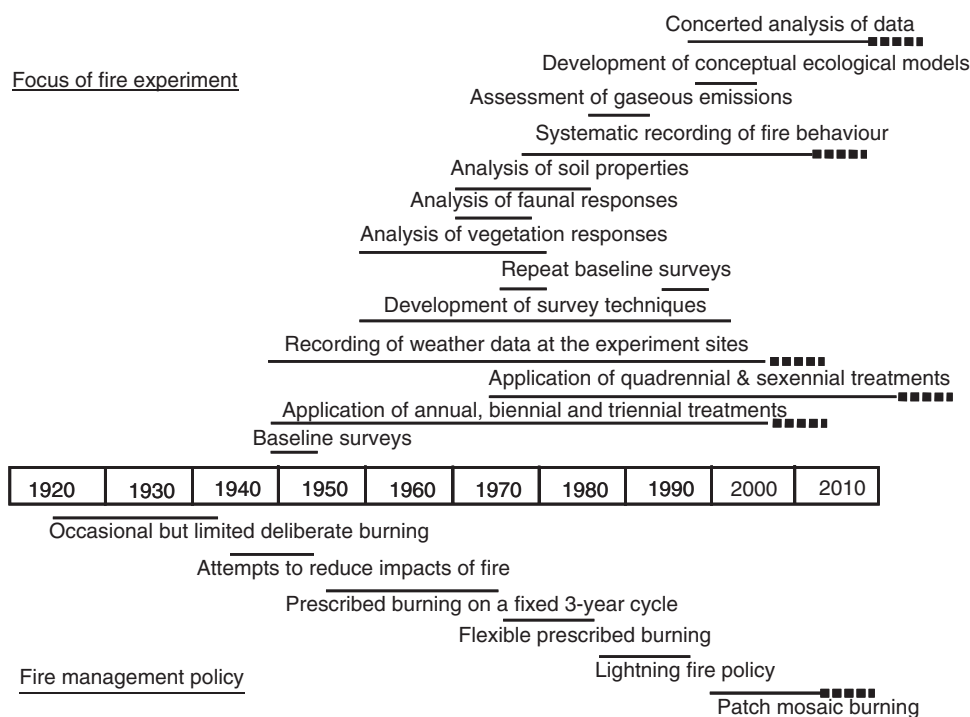 Concerted analysis of data
Development of conceptual ecological models
Focus of fire experiment
Assessment of gaseous emissions
Systematic recording of fire behaviour
Analysis of soil properties
Analysis of faunal responses
Analysis of vegetation responses
Repeat baseline surveys
Development of survey techniques
Recording of weather data at the experiment sites
Application of quadrennial & sexennial treatments
Application of annual, biennial and triennial treatments
Baseline surveys
1920 1930 1940 1950 1960 1970 1980 1990 2000 2010
Occasional but limited deliberate burning
Attempts to reduce impacts of fire
Prescribed burning on a fixed 3-year cycle
Flexible prescribed burning
Lightning fire policy
Fire management policy
Patch mosaic burning